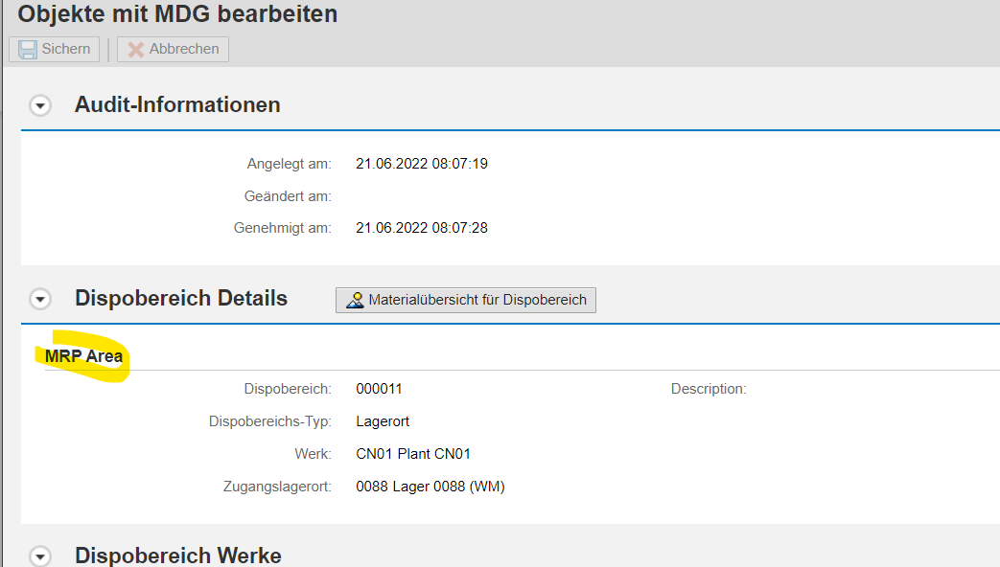 Objekte mit MDG bearbeiten
Sichern Abbrechen
Audit-Informationen
Angelegt am: 21.06.2022 08:07:19
Geändert am:
Genehmigt am: 21.06.2022 08:07:28
Dispobereich Details Materialübersicht für Dispobereich
MRP Area
Dispobereich: 000011 Description:
Dispobereichs-Typ: Lagerort
Werk: CN01 Plant CN01
Zugangslagerort: 0088 Lager 0088 (WM)
Dispobereich Werke